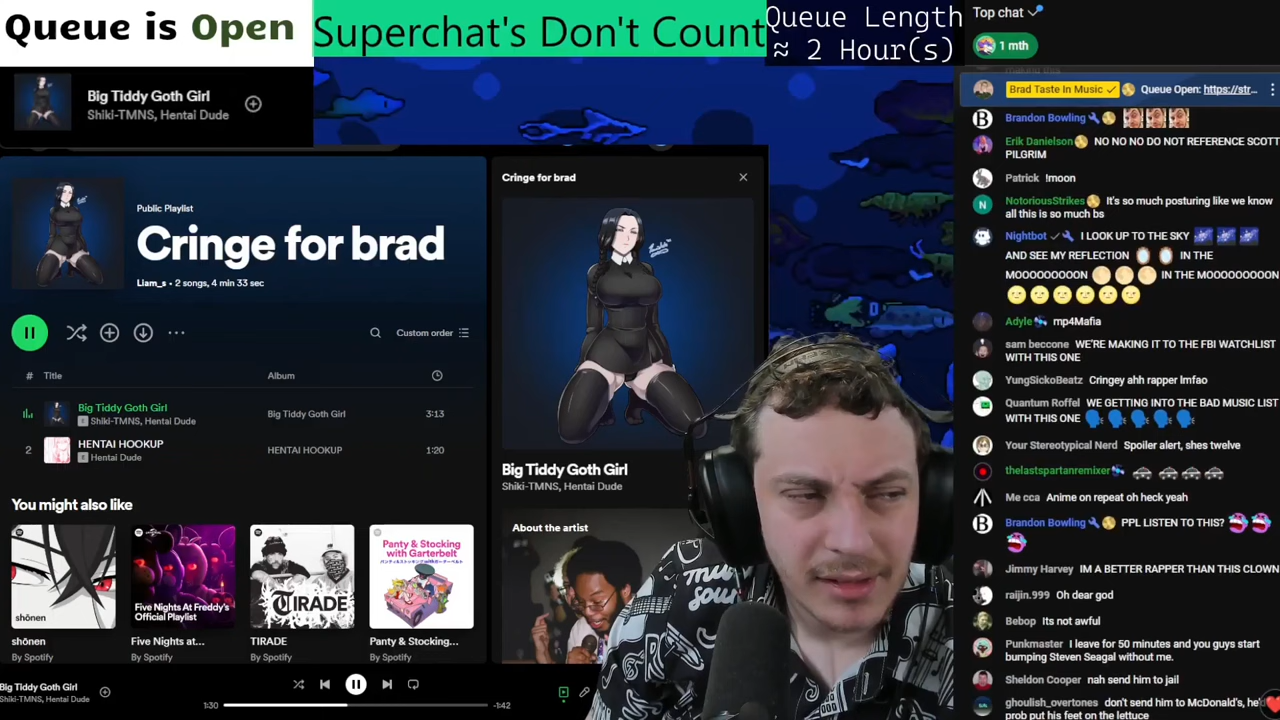 Queue is Open
Superchat's Don't Count
Queue Length
≈ 2 Hour(s)
Big Tiddy Goth Girl
Shiki-TMNS, Hentai Dude
Public Playlist
Cringe for brad
Liam_s • 2 songs, 4 min 33 sec
Custom order
# Title Album
Big Tiddy Goth Girl Big Tiddy Goth Girl 3:13
E Shiki-TMNS, Hentai Dude
2 HENTAI HOOKUP HENTAI HOOKUP 1:20
E Hentai Dude
You might also like
shōnen
Five Nights At Freddy's
Official Playlist
TIRADE
Panty & Stocking
with Garterbelt
shōnen
By Spotify
Five Nights at...
By Spotify
TIRADE
By Spotify
Panty & Stocking...
By Spotify
Cringe for brad
Big Tiddy Goth Girl
Shiki-TMNS, Hentai Dude
About the artist
Big Tiddy Goth Girl
Shiki-TMNS, Hentai Dude
1:30
-1:42
Top chat
1 mth
making this
Brad Taste In Music Queue Open: https://str...
Brandon Bowling
Erik Danielson NO NO NO DO NOT REFERENCE SCOTT
PILGRIM
Patrick !moon
NotoriousStrikes It's so much posturing like we know
all this is so much bs
Nightbot I LOOK UP TO THE SKY 🌌 🌌 🌌
AND SEE MY REFLECTION 🪞 🪞 IN THE
MOOOOOOOON 🌕 🌕 🌕 IN THE MOOOOOOOON
🌝 🌝 🌝 🌝 🌝 🌝
Adyle mp4Mafia
sam beccone WE'RE MAKING IT TO THE FBI WATCHLIST
WITH THIS ONE
YungSickoBeatz Cringey ahh rapper lmfao
Quantum Roffel WE GETTING INTO THE BAD MUSIC LIST
WITH THIS ONE 🗣 🗣 🗣 🗣 🗣
Your Stereotypical Nerd Spoiler alert, shes twelve
thelastspartanremixer
Me cca Anime on repeat oh heck yeah
Brandon Bowling PPL LISTEN TO THIS?
Jimmy Harvey IM A BETTER RAPPER THAN THIS CLOWN
raijin.999 Oh dear god
Bebop Its not awful
Punkmaster I leave for 50 minutes and you guys start
bumping Steven Seagal without me.
Sheldon Cooper nah send him to jail
ghoulish_overtones don't send him to McDonald's, he'
prob put his feet on the lettuce